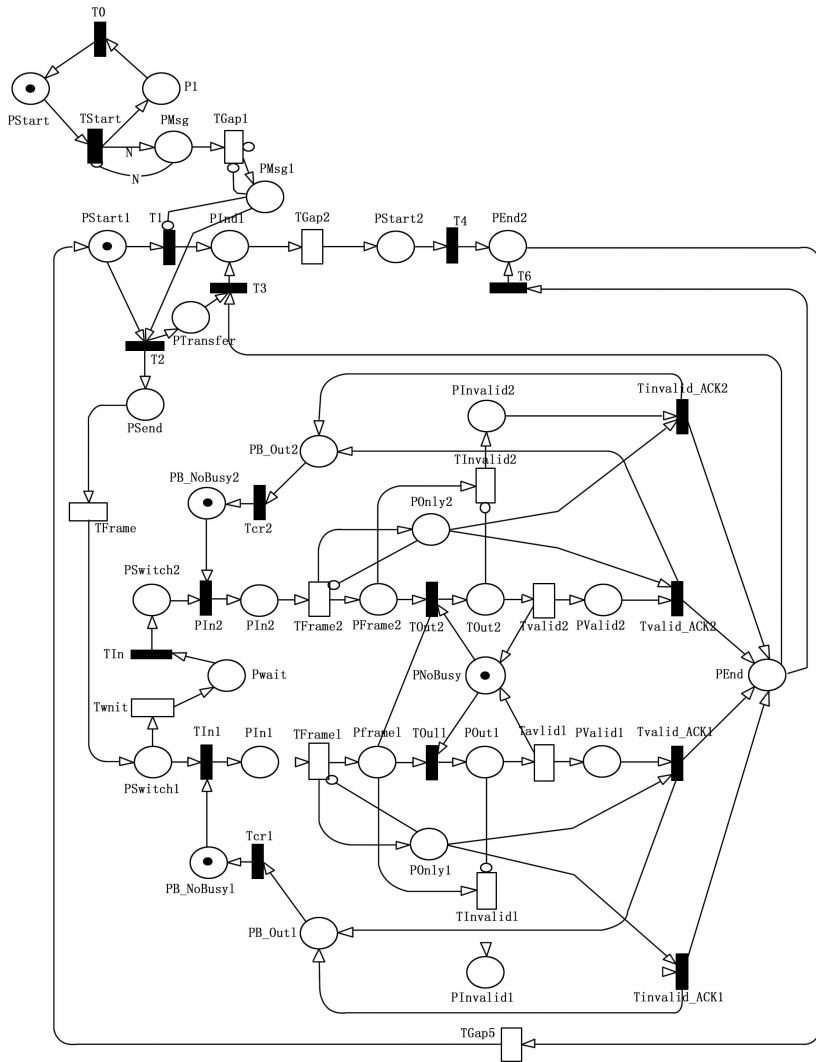 T0
P1
PStart
TStart
PMsg
TGap1
N
N
PMsg1
PStart1
T1
PInd1
TGap2
PStart2
T4
PEnd2
T3
T6
PTransfer
T2
PSend
PInvalid2
Tinvalid_ACK2
PB_Out2
TInvalid2
PB_NoBusy2
POnly2
TFrame
Tcr2
PSwitch2
PIn2
PIn2
TFrame2
PFrame2
TOut2
TOut2
Tvalid2
PValid2
Tvalid_ACK2
TIn
Pwait
PNoBusy
PEnd
Twnit
TIn1
PIn1
TFrame1
Pframe1
TOul1
POut1
Tavlid1
PValid1
Tvalid_ACK1
PSwitch1
Tcr1
POnly1
PB_NoBusy1
TInvalid1
PB_Out1
PInvalid1
Tinvalid_ACK1
TGap5